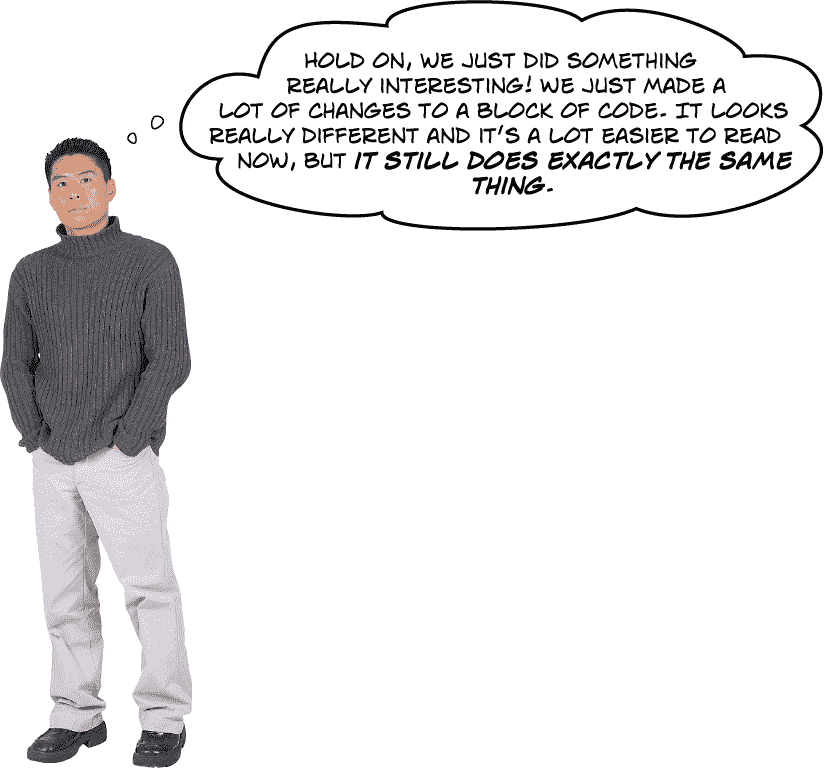 HOLD ON, WE JUST DID SOMETHING
REALLY INTERESTING! WE JUST MADE A
LOT OF CHANGES TO A BLOCK OF CODE. IT LOOKS
REALLY DIFFERENT AND IT'S A LOT EASIER TO READ
NOW, BUT IT STILL DOES EXACTLY THE SAME
THING.